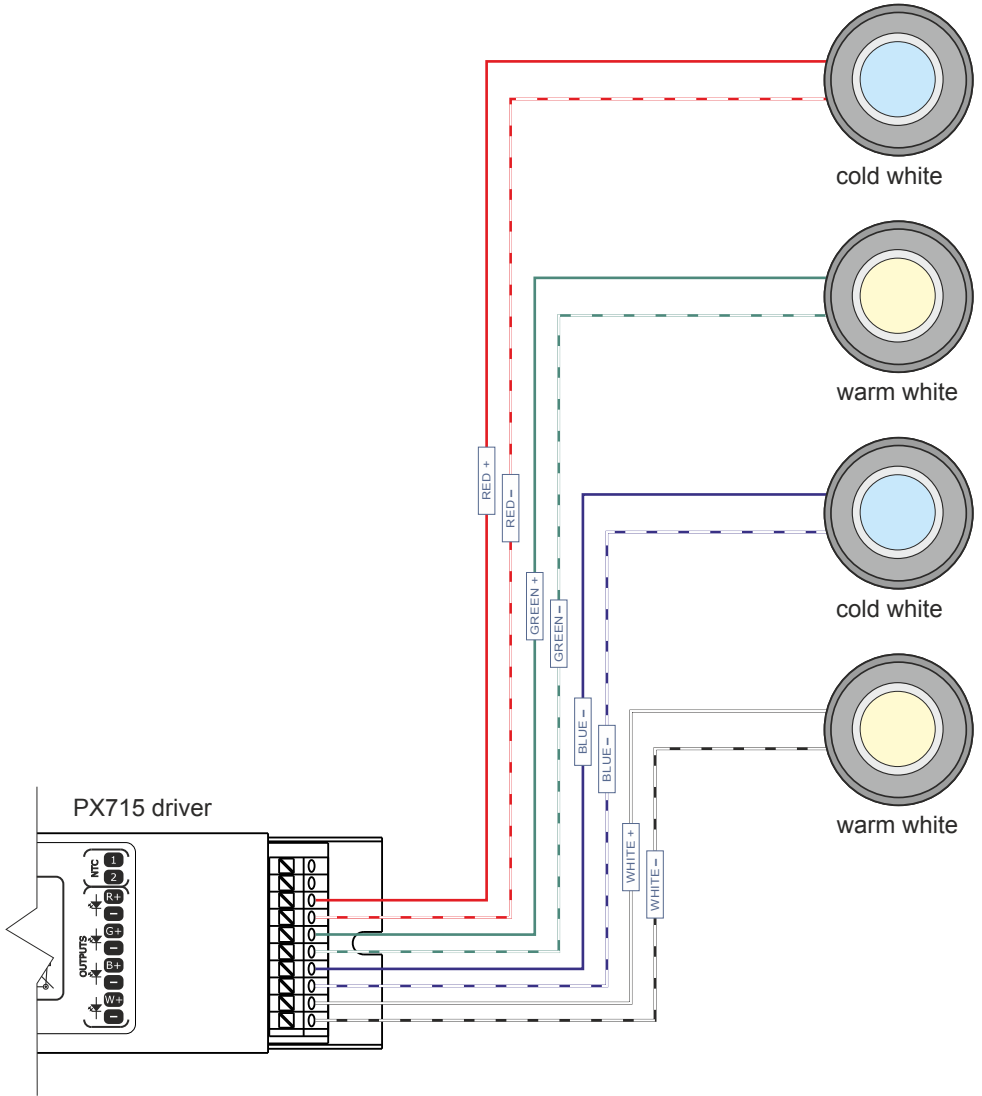 cold white
warm white
RED +
RED –
cold white
GREEN +
GREEN –
BLUE –
BLUE –
PX715 driver
WHITE +
WHITE –
warm white
NTC
1
2
OUTPUTS
R+
–
G+
–
B+
–
W+
–